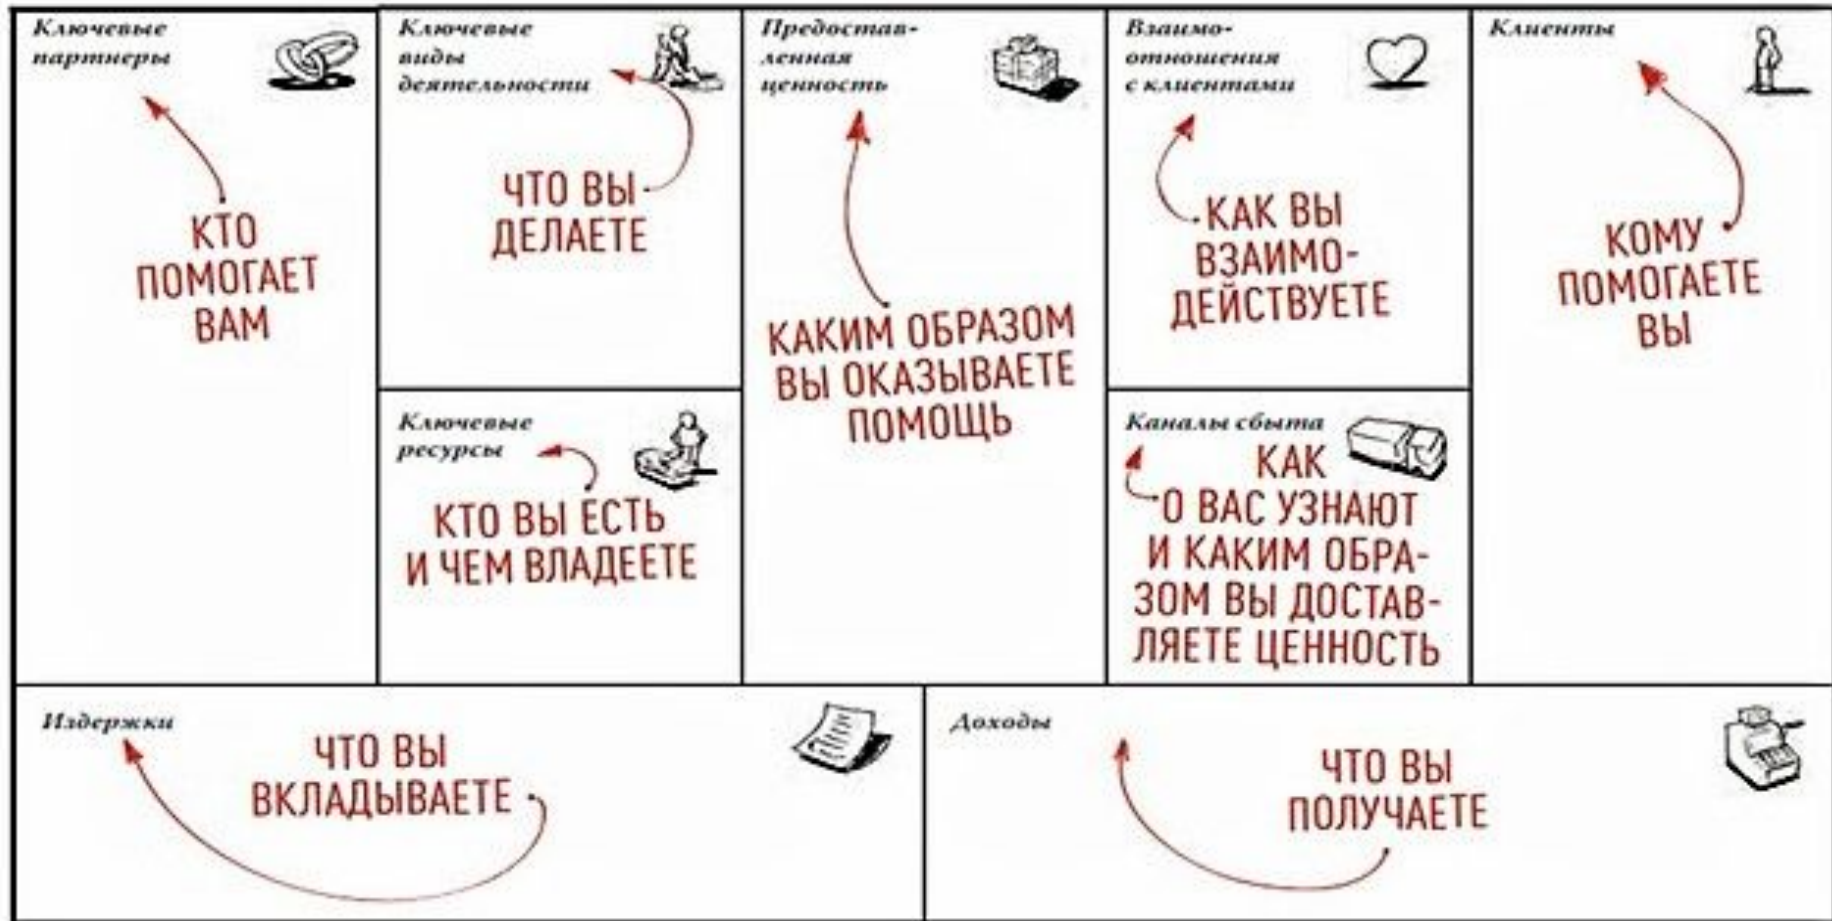 Ключевые
партнеры
КТО
ПОМОГАЕТ
ВАМ
Ключевые
виды
деятельности
ЧТО ВЫ
ДЕЛАЕТЕ
Ключевые
ресурсы
КТО ВЫ ЕСТЬ
И ЧЕМ ВЛАДЕЕТЕ
Предостав-
ленная
ценность
КАКИМ ОБРАЗОМ
ВЫ ОКАЗЫВАЕТЕ
ПОМОЩЬ
Взаимо-
отношения
с клиентами
КАК ВЫ
ВЗАИМО-
ДЕЙСТВУЕТЕ
Каналы сбыта
КАК
О ВАС УЗНАЮТ
И КАКИМ ОБРА-
ЗОМ ВЫ ДОСТАВ-
ЛЯЕТЕ ЦЕННОСТЬ
Клиенты
КОМУ
ПОМОГАЕТЕ
ВЫ
Издержки
ЧТО ВЫ
ВКЛАДЫВАЕТЕ
Доходы
ЧТО ВЫ
ПОЛУЧАЕТЕ